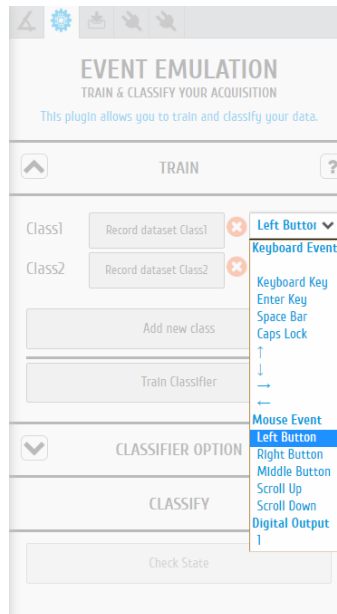 EVENT EMULATION
TRAIN & CLASSIFY YOUR ACQUISITION
This plugin allows you to train and classify your data.
TRAIN
?
Class1 Record dataset Class1 Left Button
Class2 Record dataset Class2
Keyboard Event
Keyboard Key
Enter Key
Space Bar
Caps Lock
↑
↓
→
←
Mouse Event
Left Button
Right Button
Middle Button
Scroll Up
Scroll Down
Digital Output
1
Add new class
Train Classifier
CLASSIFIER OPTION
CLASSIFY
Check State